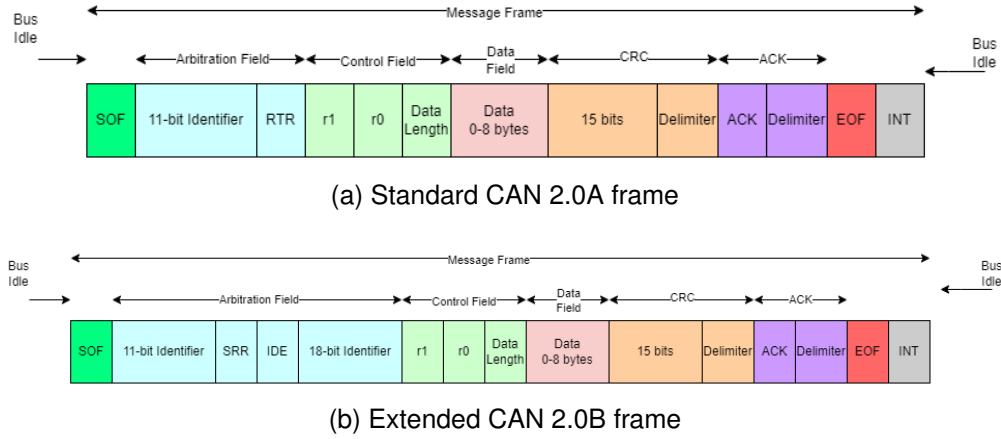 Message Frame
Bus
Idle
Bus
Idle
Arbitration Field
Control Field
Data
Field
CRC
ACK
SOF
11-bit Identifier
RTR
r1
r0
Data
Length
Data
0-8 bytes
15 bits
Delimiter
ACK
Delimiter
EOF
INT
(a) Standard CAN 2.0A frame
Message Frame
Bus
Idle
Bus
Idle
Arbitration Field
Control Field
Data
Field
CRC
ACK
SOF
11-bit Identifier
SRR
IDE
18-bit Identifier
r1
r0
Data
Length
Data
0-8 bytes
15 bits
Delimiter
ACK
Delimiter
EOF
INT
(b) Extended CAN 2.0B frame